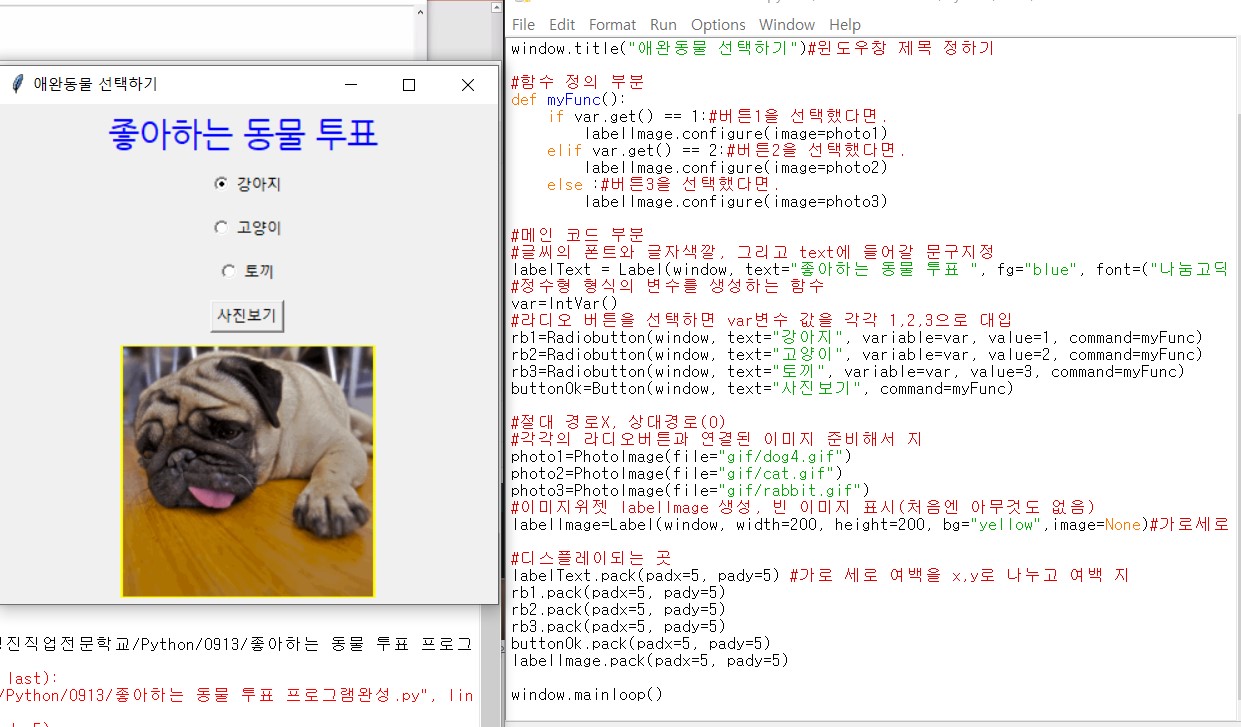 애완동물 선택하기
좋아하는 동물 투표
강아지
고양이
토끼
사진보기
직업전문학교/Python/0913/좋아하는 동물 투표 프로그
last):
/Python/0913/좋아하는 동물 투표 프로그램완성.py", lin
File Edit Format Run Options Window Help
window.title("애완동물 선택하기")#윈도우창 제목 정하기
#함수 정의 부분
def myFunc():
    if var.get() == 1:#버튼1을 선택했다면.
        labelImage.configure(image=photo1)
    elif var.get() == 2:#버튼2을 선택했다면.
        labelImage.configure(image=photo2)
    else :#버튼3을 선택했다면.
        labelImage.configure(image=photo3)
#메인 코드 부분
#글씨의 폰트와 글자색깔, 그리고 text에 들어갈 문구지정
labelText = Label(window, text="좋아하는 동물 투표 ", fg="blue", font=("나눔고딕
#정수형 형식의 변수를 생성하는 함수
var=IntVar()
#라디오 버튼을 선택하면 var변수 값을 각각 1,2,3으로 대입
rb1=Radiobutton(window, text="강아지", variable=var, value=1, command=myFunc)
rb2=Radiobutton(window, text="고양이", variable=var, value=2, command=myFunc)
rb3=Radiobutton(window, text="토끼", variable=var, value=3, command=myFunc)
buttonOk=Button(window, text="사진보기", command=myFunc)
#절대 경로X, 상대경로(O)
#각각의 라디오버튼과 연결된 이미지 준비해서 지
photo1=PhotoImage(file="gif/dog4.gif")
photo2=PhotoImage(file="gif/cat.gif")
photo3=PhotoImage(file="gif/rabbit.gif")
#이미지위젯 labelImage 생성, 빈 이미지 표시(처음엔 아무것도 없음)
labelImage=Label(window, width=200, height=200, bg="yellow",image=None)#가로세로
#디스플레이되는 곳
labelText.pack(padx=5, pady=5) #가로 세로 여백을 x,y로 나누고 여백 지
rb1.pack(padx=5, pady=5)
rb2.pack(padx=5, pady=5)
rb3.pack(padx=5, pady=5)
buttonOk.pack(padx=5, pady=5)
labelImage.pack(padx=5, pady=5)
window.mainloop()